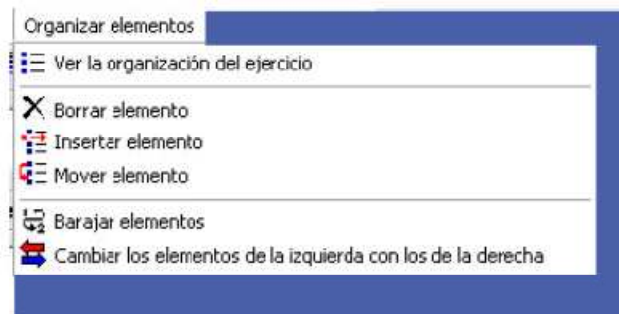 Organizar elementos
Ver la organización del ejercicio
Borrar elemento
Insertar elemento
Mover elemento
Barajar elementos
Cambiar los elementos de la izquierda con los de la derecha